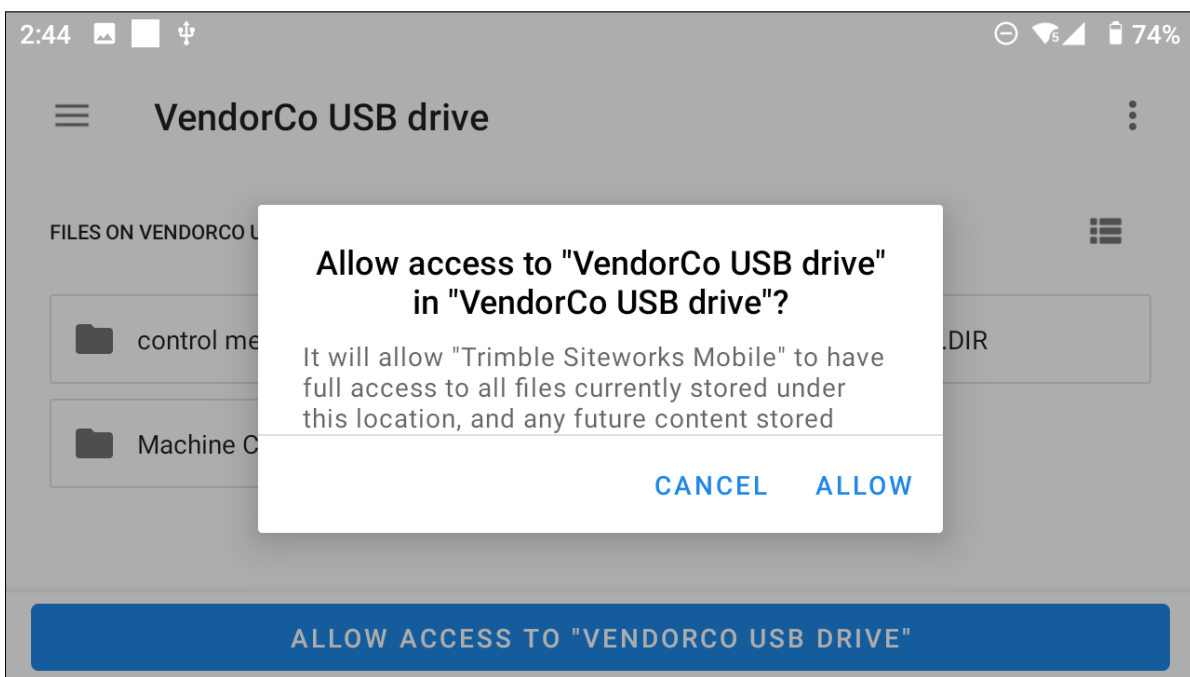 2:44
5
74%
VendorCo USB drive
FILES ON VENDORCO U
Allow access to "VendorCo USB drive"
in "VendorCo USB drive"?
control me
It will allow "Trimble Siteworks Mobile" to have
full access to all files currently stored under
this location, and any future content stored
.DIR
Machine C
CANCEL ALLOW
ALLOW ACCESS TO "VENDORCO USB DRIVE"